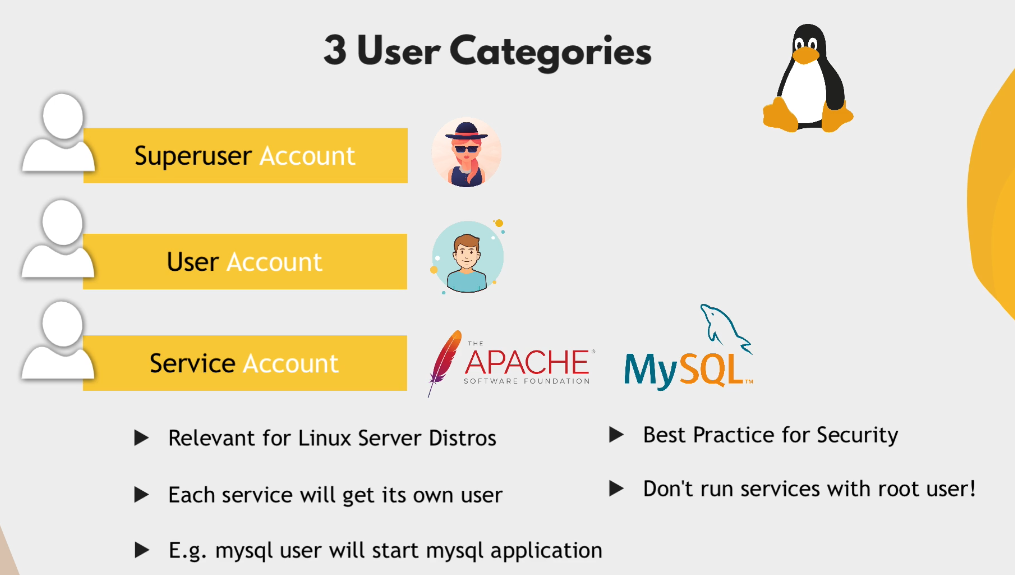 3 User Categories
Superuser Account
User Account
Service Account
THE
APACHE®
SOFTWARE FOUNDATION
MySQL™
Relevant for Linux Server Distros
Each service will get its own user
E.g. mysql user will start mysql application
Best Practice for Security
Don't run services with root user!